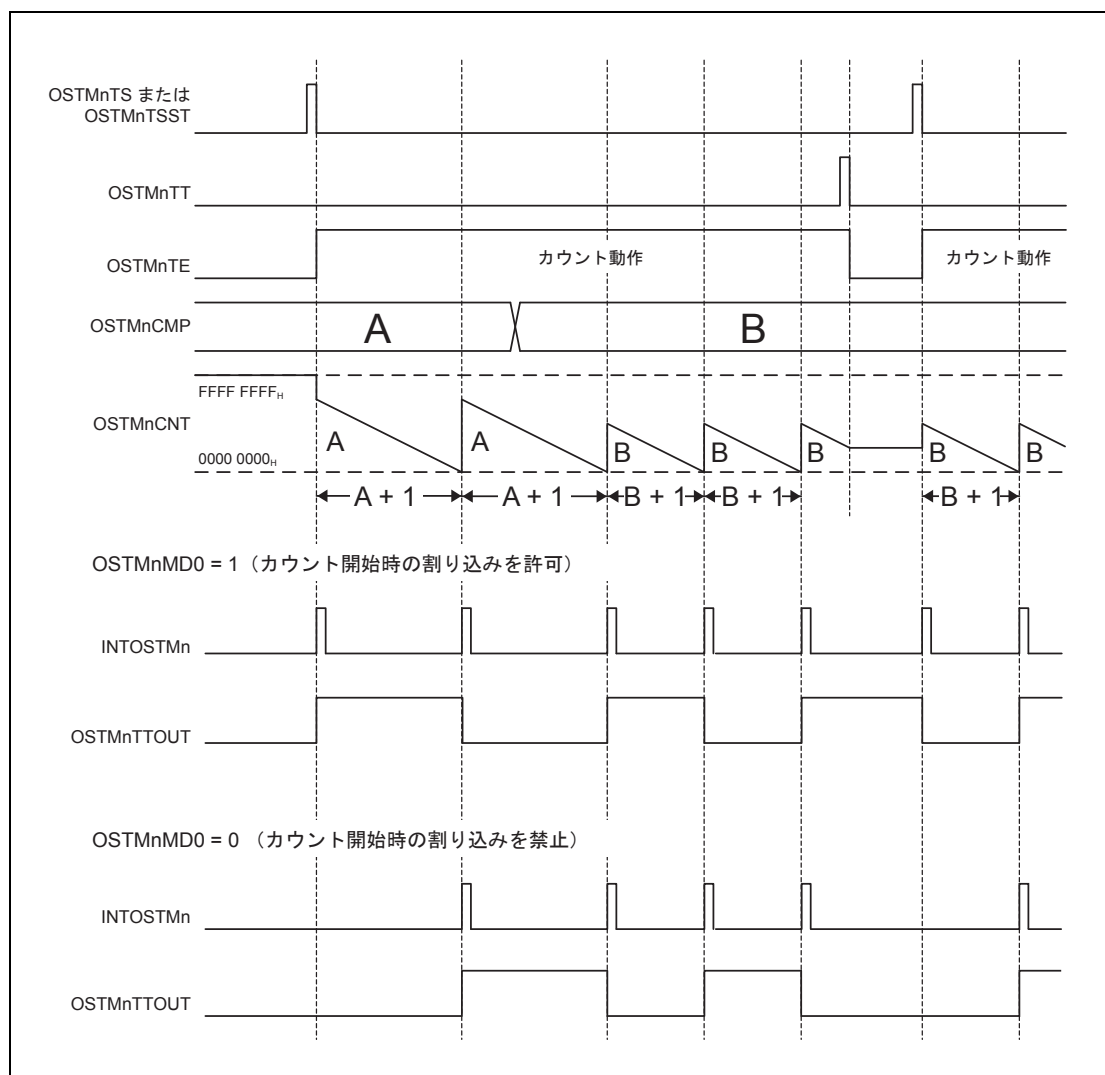 OSTMnTS または
OSTMnTSST
OSTMnTT
OSTMnTE
カウント動作
カウント動作
OSTMnCMP
A
B
FFFF FFFFH
OSTMnCNT
0000 0000H
A
A
B
B
B
B
B
A + 1
A + 1
B + 1
B + 1
B + 1
OSTMnMD0 = 1(カウント開始時の割り込みを許可)
INTOSTMn
OSTMnTTOUT
OSTMnMD0 = 0 (カウント開始時の割り込みを禁止)
INTOSTMn
OSTMnTTOUT